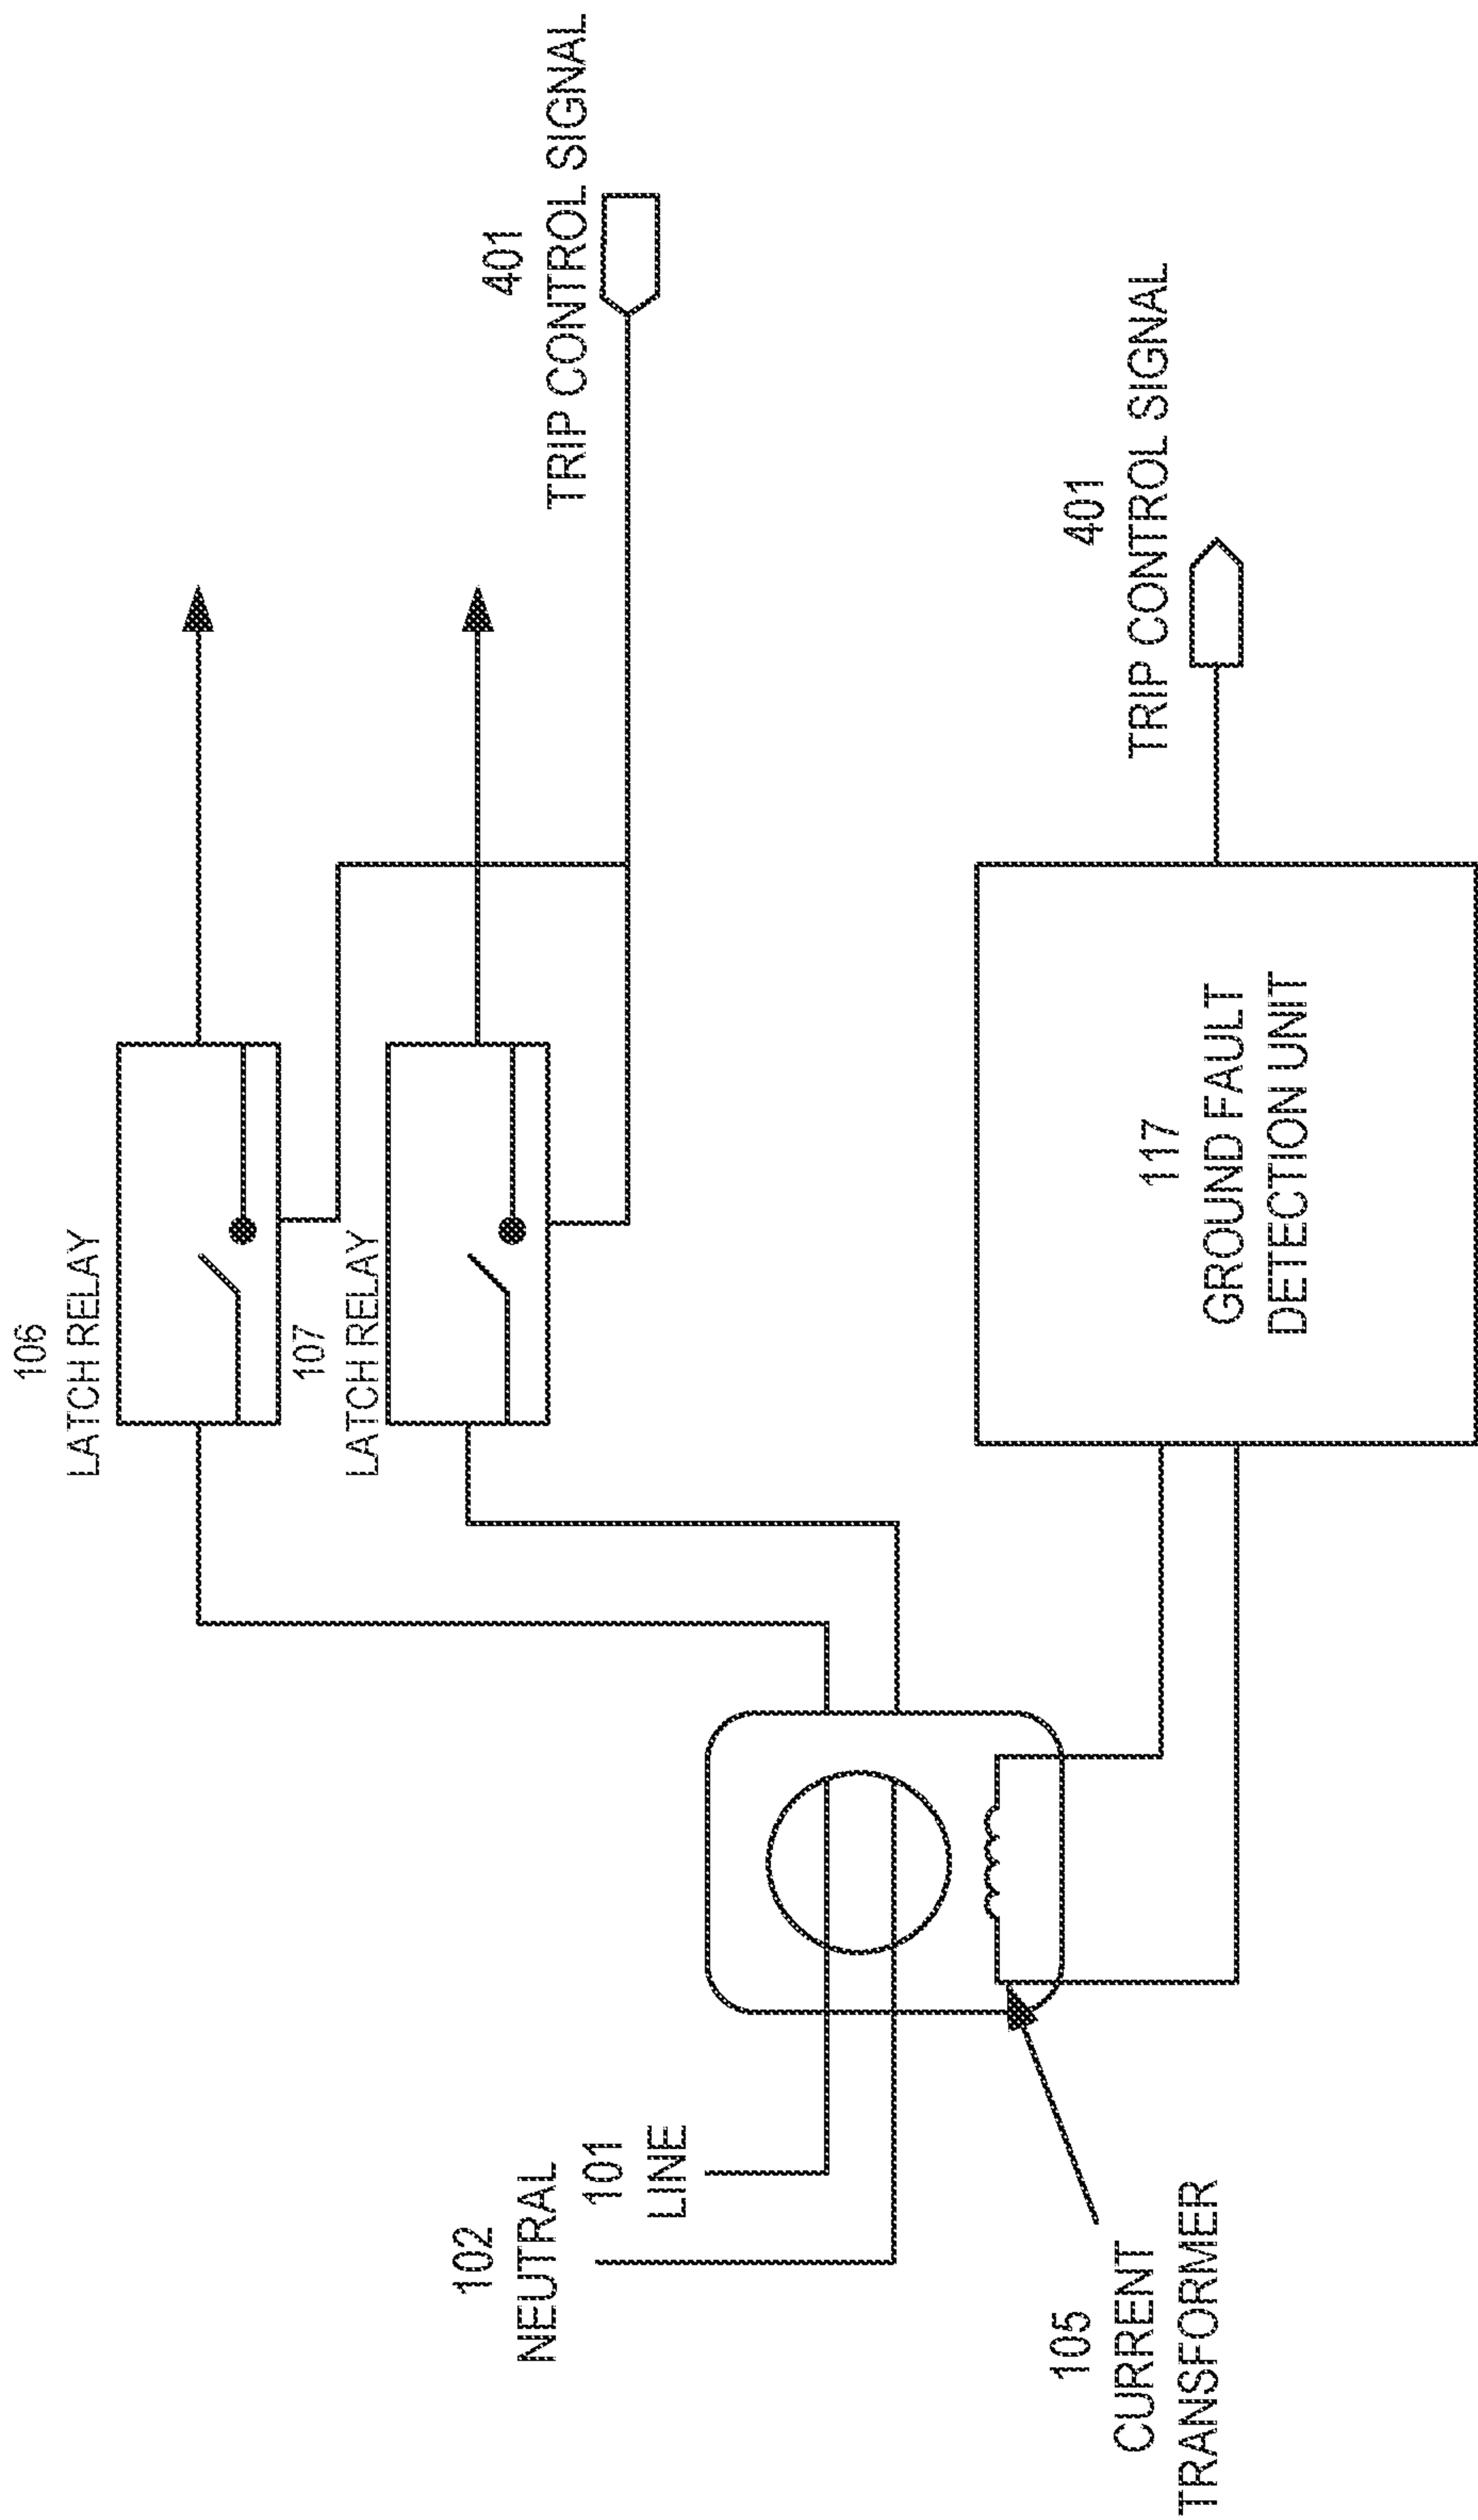 106
LATCH RELAY
107
LATCH RELAY
401
TRIP CONTROL SIGNAL
102
NEUTRAL
101
LINE
105
CURRENT
TRANSFORMER
117
GROUND FAULT
DETECTION UNIT
401
TRIP CONTROL SIGNAL